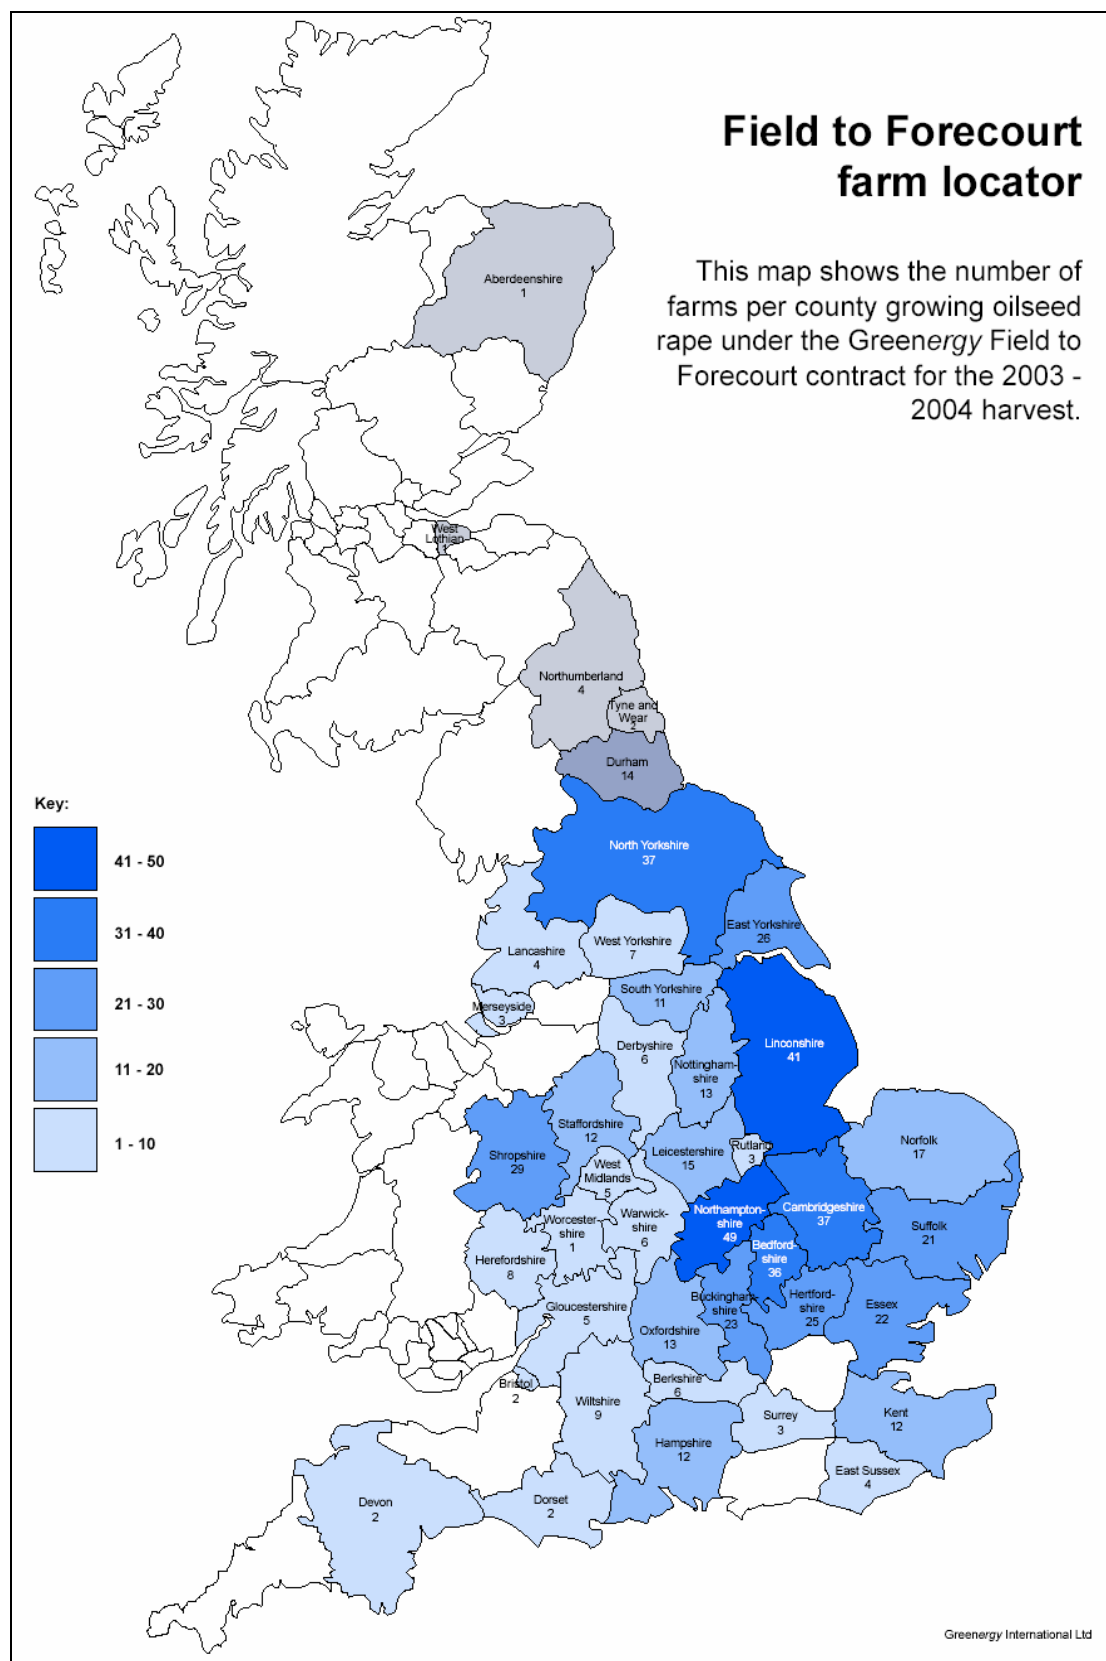 Field to Forecourt
farm locator
This map shows the number of
farms per county growing oilseed
rape under the Greenergy Field to
Forecourt contract for the 2003 -
2004 harvest.
Aberdeenshire
1
West
Lothian
1
Northumberland
4
Tyne and
Wear
2
Durham
14
Key:
41 - 50
31 - 40
21 - 30
11 - 20
1 - 10
North Yorkshire
37
East Yorkshire
26
Lancashire
4
West Yorkshire
7
South Yorkshire
11
Merseyside
3
Derbyshire
6
Nottingham-
shire
13
Linconshire
41
Staffordshire
12
Shropshire
29
Leicestershire
15
Rutland
3
Norfolk
17
West
Midlands
5
Northampton-
shire
49
Cambridgeshire
37
Suffolk
21
Worcester-
shire
1
Warwick-
shire
6
Bedford-
shire
36
Herefordshire
8
Gloucestershire
5
Buckingham-
shire
23
Hertford-
shire
25
Essex
22
Oxfordshire
13
Bristol
2
Berkshire
6
Wiltshire
9
Surrey
3
Kent
12
Hampshire
12
East Sussex
4
Devon
2
Dorset
2
Greenergy International Ltd